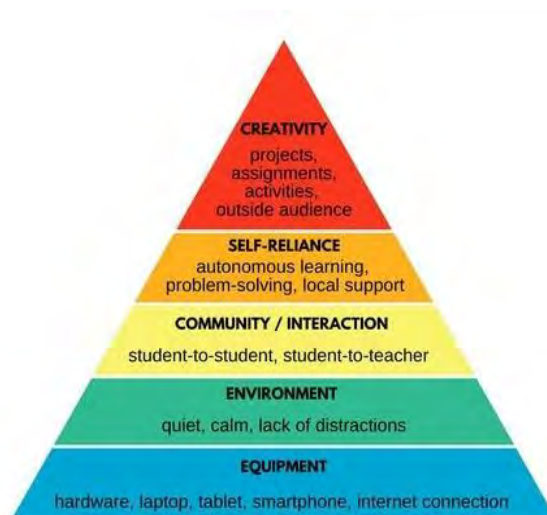 CREATIVITY
projects,
assignments,
activities,
outside audience
SELF-RELIANCE
autonomous learning,
problem-solving, local support
COMMUNITY / INTERACTION
student-to-student, student-to-teacher
ENVIRONMENT
quiet, calm, lack of distractions
EQUIPMENT
hardware, laptop, tablet, smartphone, internet connection